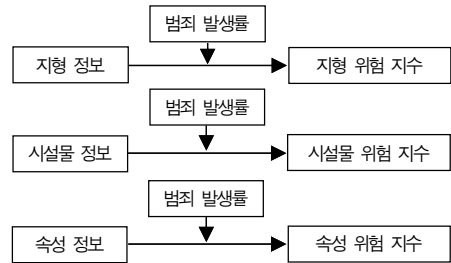 범죄 발생률
지형 정보
지형 위험 지수
범죄 발생률
시설물 정보
시설물 위험 지수
범죄 발생률
속성 정보
속성 위험 지수